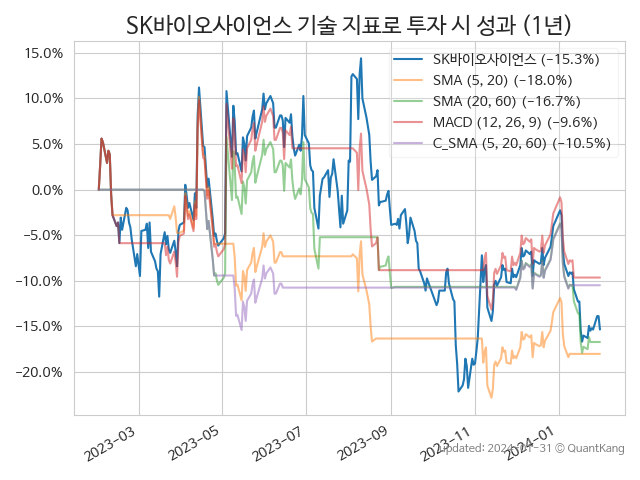 SK바이오사이언스 기술 지표로 투자 시 성과 (1년)
15.0%
10.0%
5.0%
0.0%
−5.0%
−10.0%
−15.0%
−20.0%
SK바이오사이언스 (−15.3%)
SMA (5, 20) (−18.0%)
SMA (20, 60) (−16.7%)
MACD (12, 26, 9) (−9.6%)
C_SMA (5, 20, 60) (−10.5%)
2023-03
2023-05
2023-07
2023-09
2023-11
2024-01
updated: 2024-01-31 © QuantKang